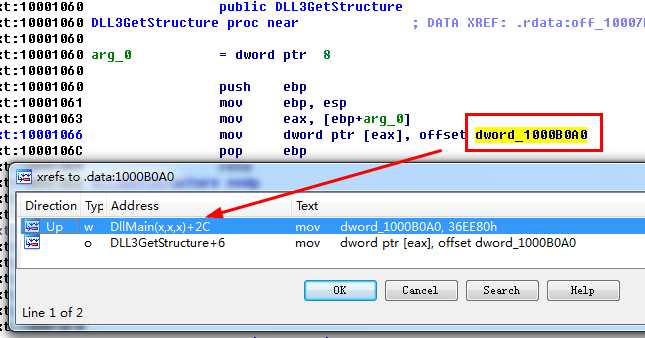 xt:10001060 public DLL3GetStructure
xt:10001060 DLL3GetStructure proc near ; DATA XREF: .rdata:off_10007
xt:10001060
xt:10001060 arg_0 = dword ptr 8
xt:10001060
xt:10001060 push ebp
xt:10001061 mov ebp, esp
xt:10001063 mov eax, [ebp+arg_0]
xt:10001066 mov dword ptr [eax], offset dword_1000B0A0
xt:1000106C pop ebp
xrefs to .data:1000B0A0
Direction Typ Address Text
Up w DllMain(x,x,x)+2C mov dword_1000B0A0, 36EE80h
o DLL3GetStructure+6 mov dword ptr [eax], offset dword_1000B0A0
OK Cancel Search Help
Line 1 of 2